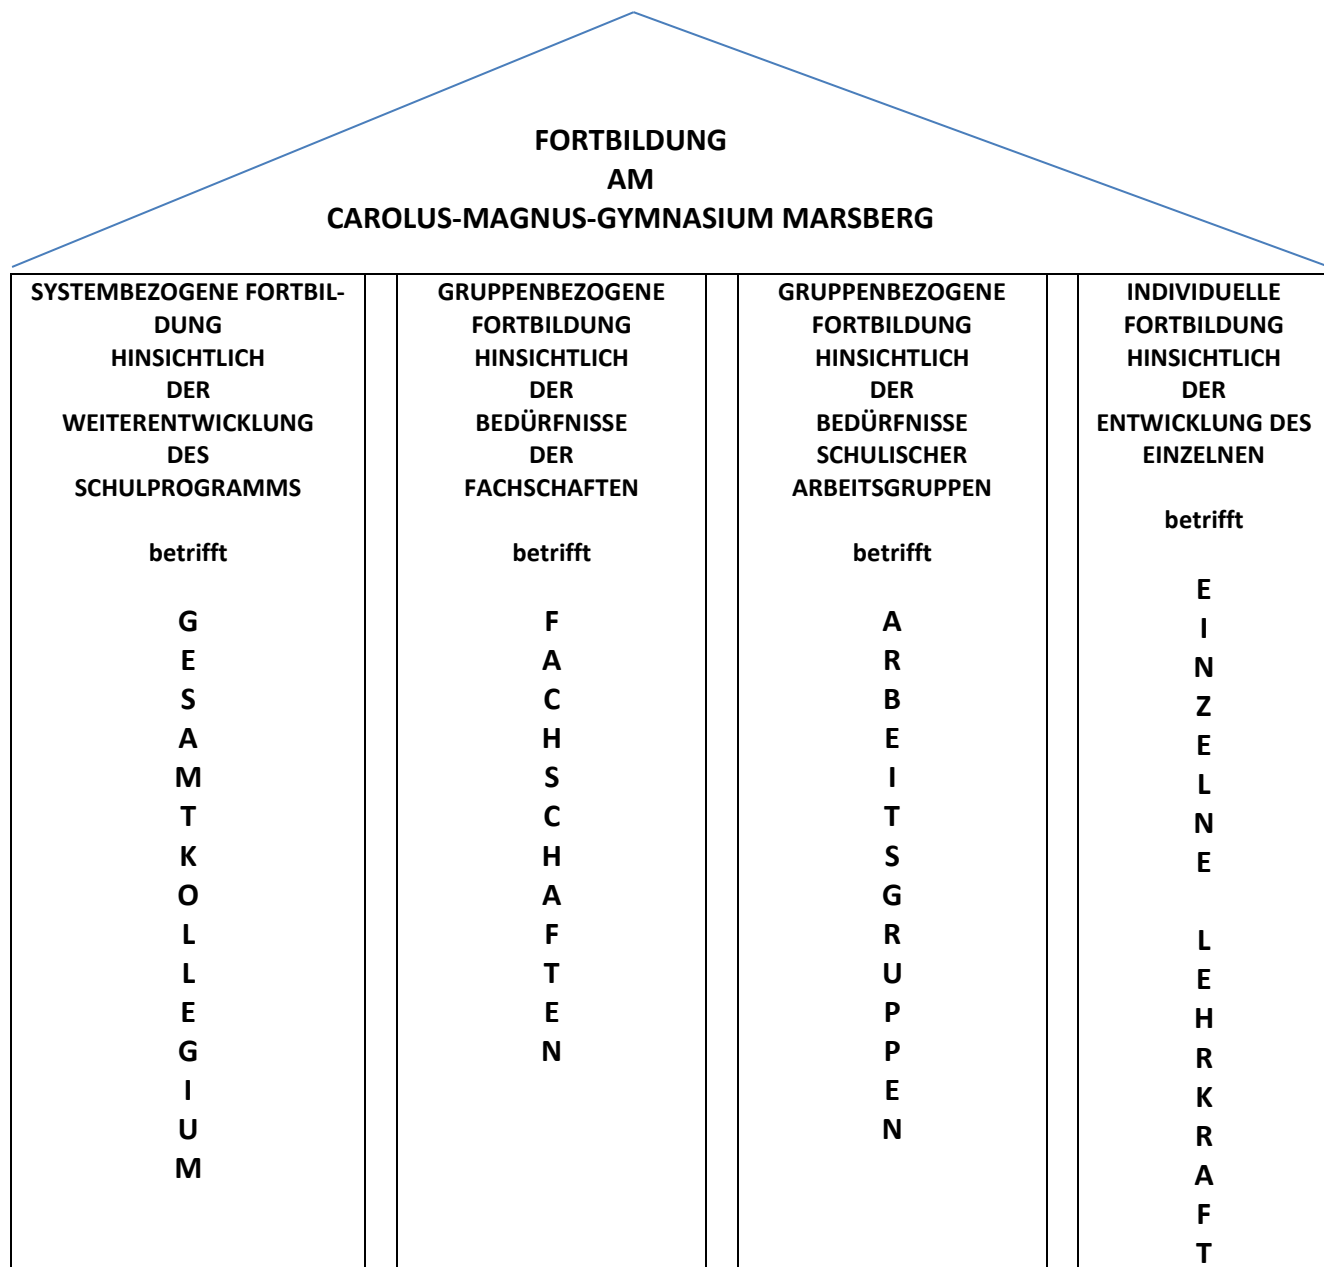 FORTBILDUNG
AM
CAROLUS-MAGNUS-GYMNASIUM MARSBERG
SYSTEMBEZOGENE FORTBIL-
DUNG
HINSICHTLICH
DER
WEITERENTWICKLUNG
DES
SCHULPROGRAMMS
betrifft
G
E
S
A
M
T
K
O
L
L
E
G
I
U
M
GRUPPENBEZOGENE
FORTBILDUNG
HINSICHTLICH
DER
BEDÜRFNISSE
DER
FACHSCHAFTEN
betrifft
F
A
C
H
S
C
H
A
F
T
E
N
GRUPPENBEZOGENE
FORTBILDUNG
HINSICHTLICH
DER
BEDÜRFNISSE
SCHULISCHER
ARBEITSGRUPPEN
betrifft
A
R
B
E
I
T
S
G
R
U
P
P
E
N
INDIVIDUELLE
FORTBILDUNG
HINSICHTLICH
DER
ENTWICKLUNG DES
EINZELNEN
betrifft
E
I
N
Z
E
L
N
E
L
E
H
R
K
R
A
F
T